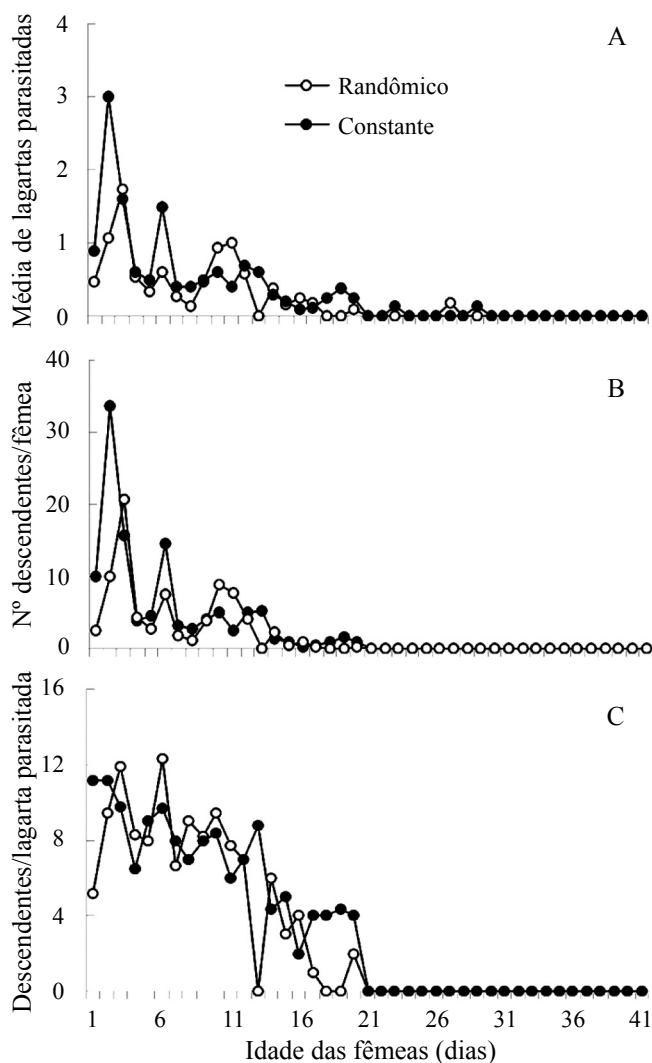 4
A
Randômico
3
Constante
2
1
0
Média de lagartas parasitadas
40
B
30
20
10
0
Nº descendentes/fêmea
16
C
12
8
4
0
Descendentes/lagarta parasitada
1 6 11 16 21 26 31 36 41
Idade das fêmeas (dias)